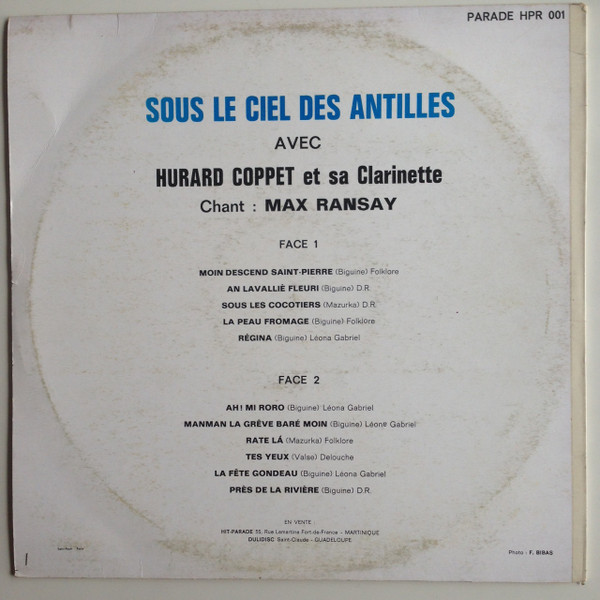 PARADE HPR 001
SOUS LE CIEL DES ANTILLES
AVEC
HURARD COPPET et sa Clarinette
Chant : MAX RANSAY
FACE 1
MOIN DESCEND SAINT-PIERRE (Biguine) Folklore
AN LAVALLIÈ FLEURI (Biguine) D.R.
SOUS LES COCOTIERS (Mazurka) D.R.
LA PEAU FROMAGE (Biguine) Folklore
RÉGINA (Biguine) Léona Gabriel
FACE 2
AH! MI RORO (Biguine) Léona Gabriel
MANMAN LA GRÊVE BARÉ MOIN (Biguine) Léona Gabriel
RATE LÁ (Mazurka) Folklore
TES YEUX (Valse) Delouche
LA FÊTE GONDEAU (Biguine) Léona Gabriel
PRÈS DE LA RIVIÈRE (Biguine) D.R.
EN VENTE
HIT-PARADE 55, Rue Lamartine Fort-de-France - MARTINIQUE
DULIDISC Saint-Claude - GUADELOUPE
Photo : F. BIBAS